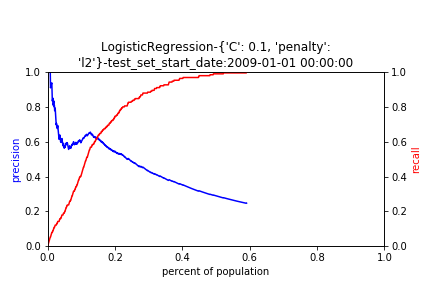 LogisticRegression-{'C': 0.1, 'penalty':
'l2'}-test_set_start_date:2009-01-01 00:00:00
1.0
0.8
0.6
0.4
0.2
0.0
precision
1.0
0.8
0.6
0.4
0.2
0.0
recall
0.0 0.2 0.4 0.6 0.8 1.0
percent of population